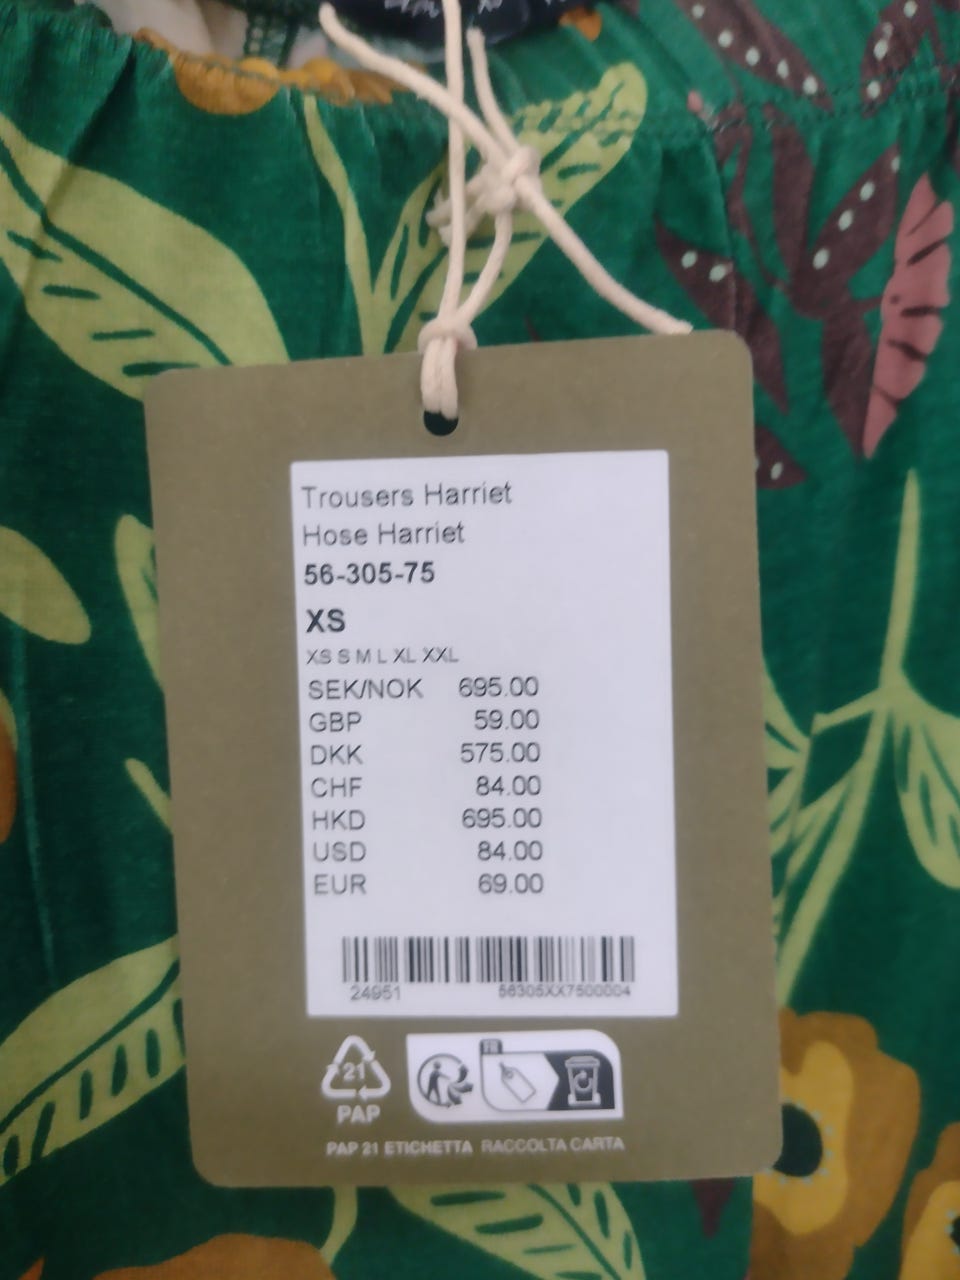 Trousers Harriet
Hose Harriet
56-305-75
XS
XS S M L XL XXL
SEK/NOK 695.00
GBP 59.00
DKK 575.00
CHF 84.00
HKD 695.00
USD 84.00
EUR 69.00
24951 56305XX7500004
21
PAP
FR
PAP 21 ETICHETTA RACCOLTA CARTA